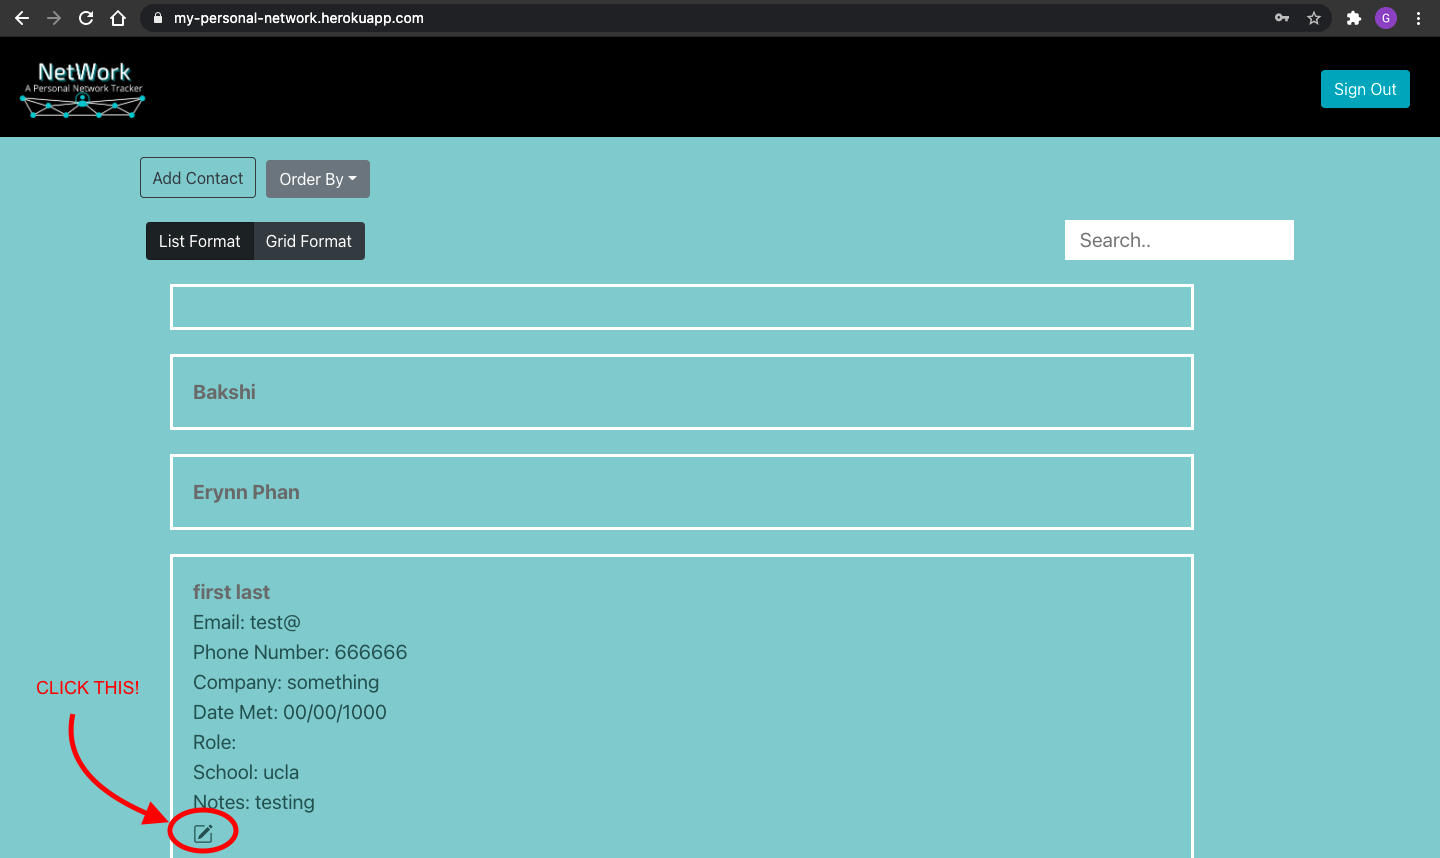 my-personal-network.herokuapp.com
G
NetWork
A Personal Network Tracker
Sign Out
Add Contact
Order By
List Format
Grid Format
Search..
Bakshi
Erynn Phan
first last
Email: test@
Phone Number: 666666
Company: something
CLICK THIS!
Date Met: 00/00/1000
Role:
School: ucla
Notes: testing